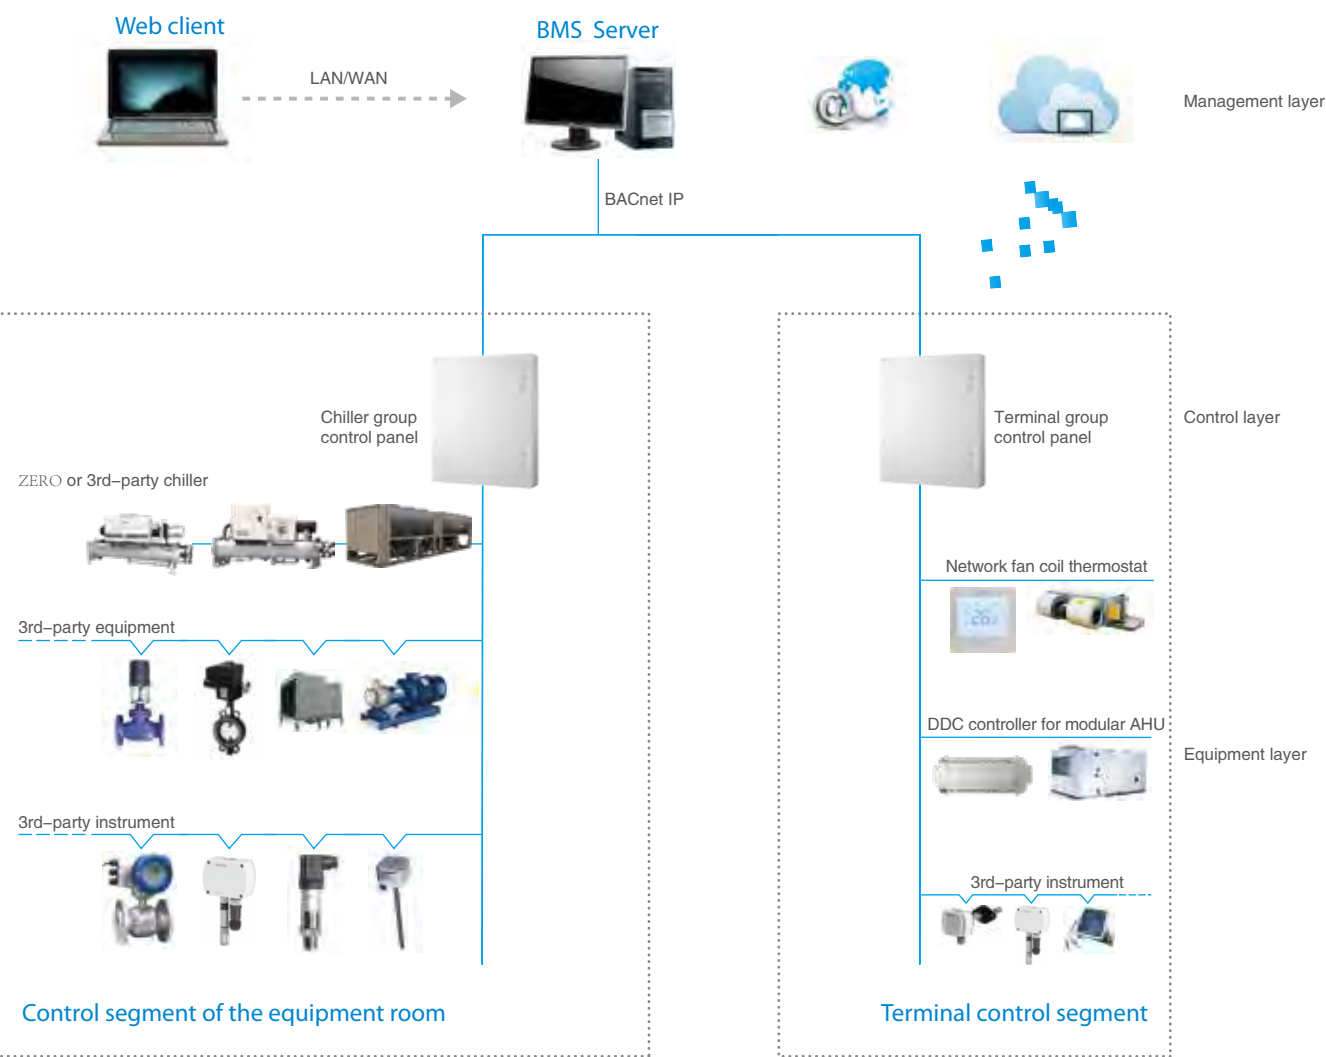 Web client
BMS Server
LAN/WAN
Management layer
BACnet IP
Chiller group
control panel
Terminal group
control panel
Control layer
ZERO or 3rd–party chiller
Network fan coil thermostat
3rd–party equipment
DDC controller for modular AHU
Equipment layer
3rd–party instrument
3rd–party instrument
Control segment of the equipment room
Terminal control segment